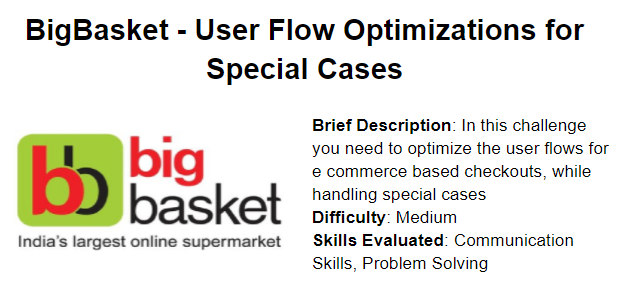 BigBasket - User Flow Optimizations for
Special Cases
bb big
basket
India's largest online supermarket
Brief Description: In this challenge
you need to optimize the user flows for
e commerce based checkouts, while
handling special cases
Difficulty: Medium
Skills Evaluated: Communication
Skills, Problem Solving